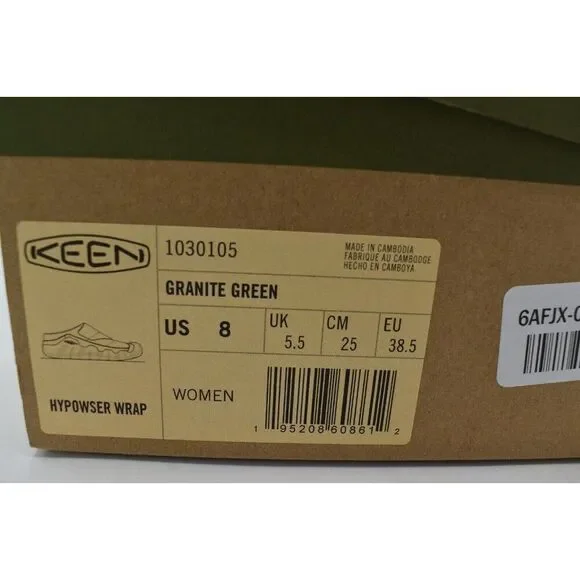 KEEN
1030105
MADE IN CAMBODIA
FABRIQUE AU CAMBODGE
HECHO EN CAMBOYA
GRANITE GREEN
US 8
UK 5.5
CM 25
EU 38.5
HYPOWSER WRAP
WOMEN
1 95208 60861 2
6AFJX-